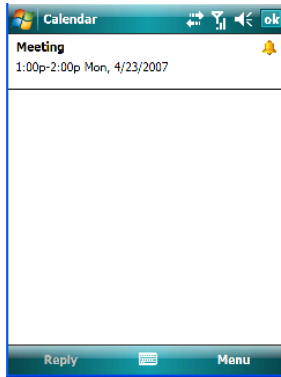 Calendar
ok
Meeting
1:00p-2:00p Mon, 4/23/2007
Reply
Menu